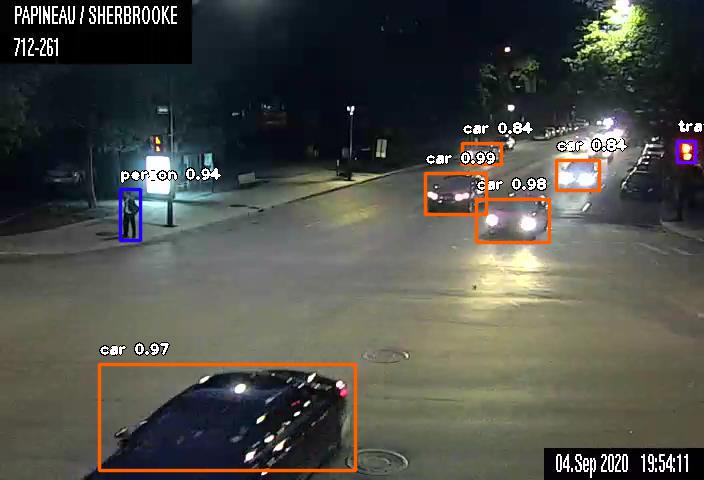 PAPINEAU / SHERBROOKE
712-261
car 0.84
tra
car 0.84
car 0.99
person 0.94
car 0.98
car 0.97
04.Sep 2020 19:54:11